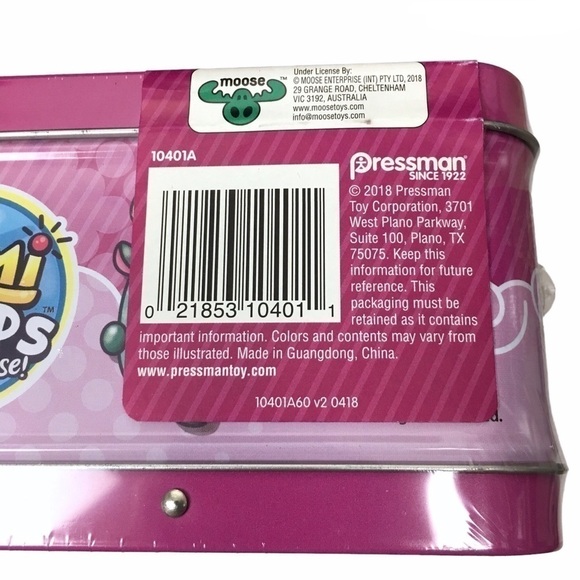 moose ™
Under License By:
© MOOSE ENTERPRISE (INT) PTY LTD, 2018
29 GRANGE ROAD, CHELTENHAM
VIC 3192, AUSTRALIA
www.moosetoys.com
info@moosetoys.com
10401A
0 21853 10401 1
Pressman®
SINCE 1922
© 2018 Pressman
Toy Corporation, 3701
West Plano Parkway,
Suite 100, Plano, TX
75075. Keep this
information for future
reference. This
packaging must be
retained as it contains
important information. Colors and contents may vary from
those illustrated. Made in Guangdong, China.
www.pressmantoy.com
10401A60 v2 0418